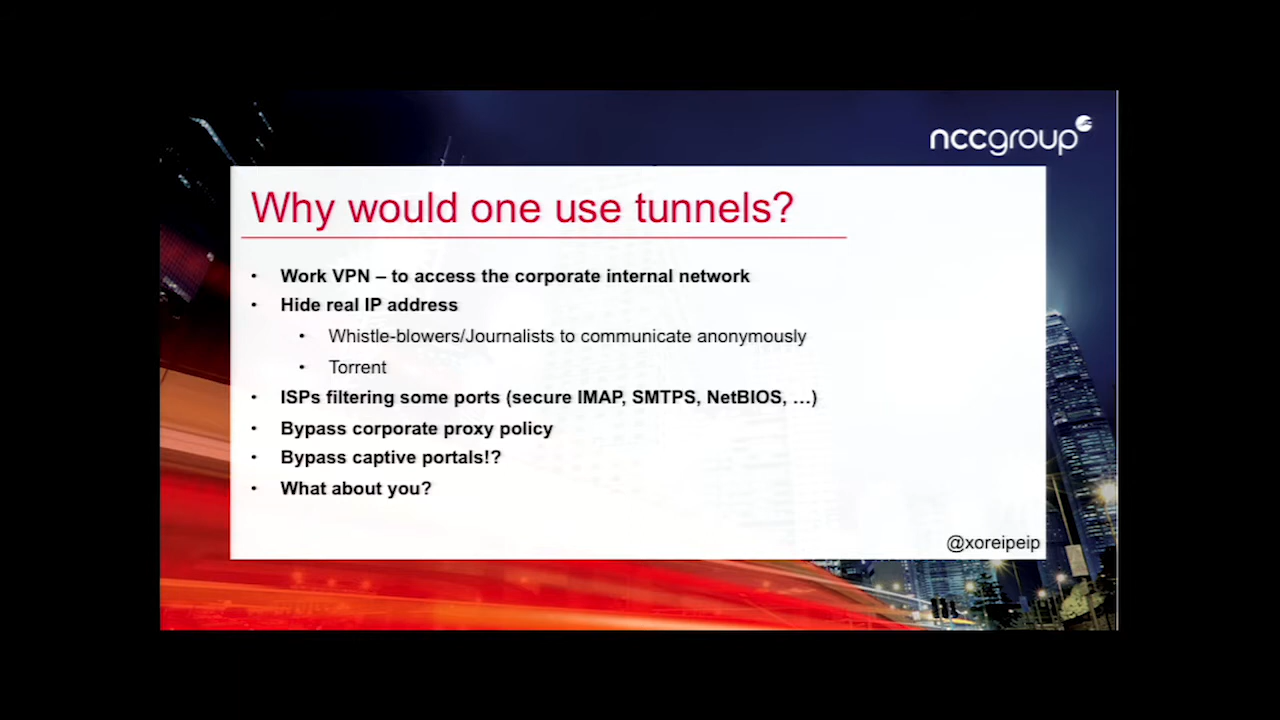 nccgroup
Why would one use tunnels?
• Work VPN – to access the corporate internal network
• Hide real IP address
• Whistle-blowers/Journalists to communicate anonymously
• Torrent
• ISPs filtering some ports (secure IMAP, SMTPS, NetBIOS, …)
• Bypass corporate proxy policy
• Bypass captive portals!?
• What about you?
@xoreipeip